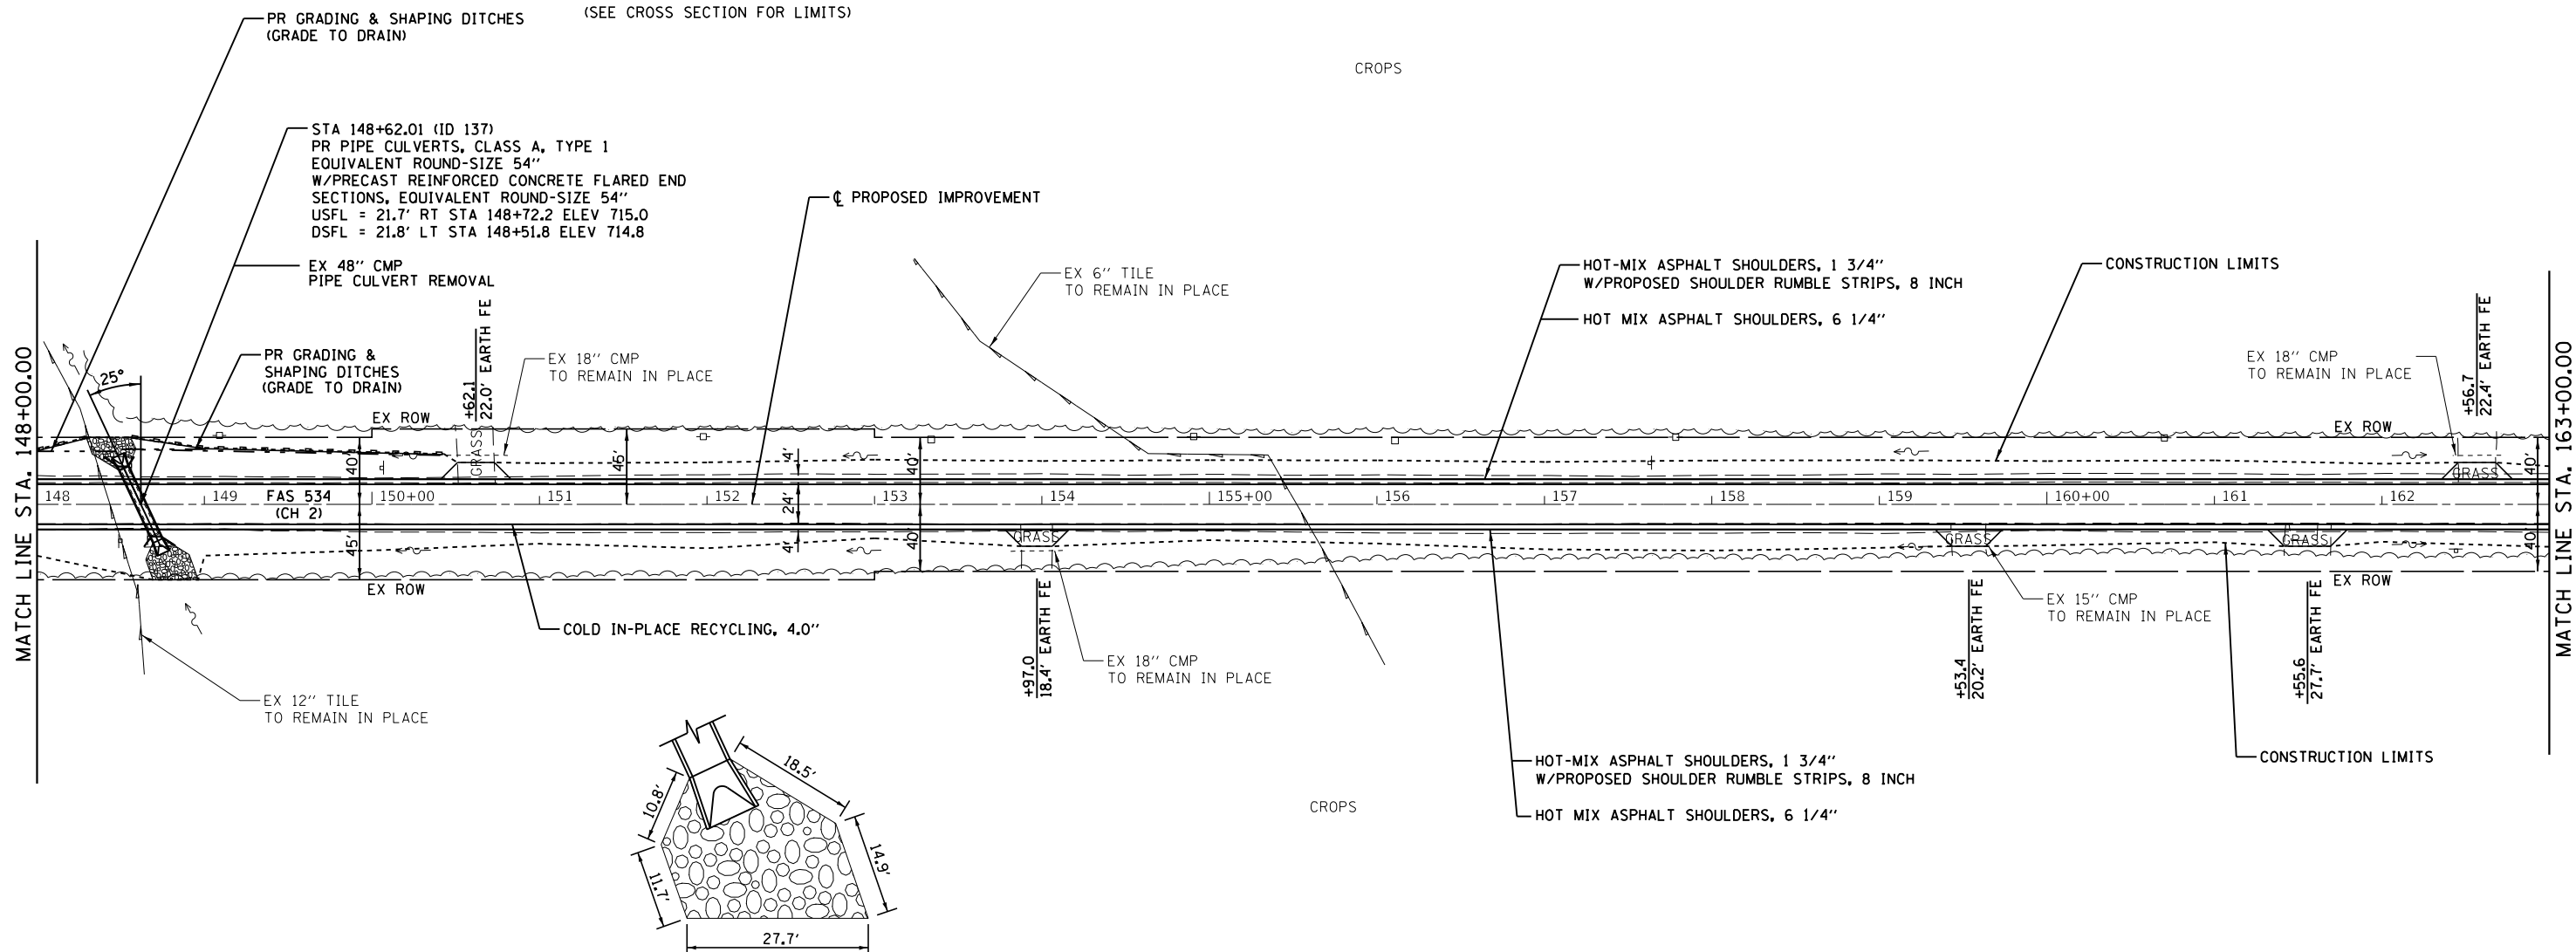 PR GRADING & SHAPING DITCHES
(GRADE TO DRAIN)
(SEE CROSS SECTION FOR LIMITS)
CROPS
STA 148+62.01 (ID 137)
PR PIPE CULVERTS, CLASS A, TYPE 1
EQUIVALENT ROUND-SIZE 54"
W/PRECAST REINFORCED CONCRETE FLARED END
SECTIONS, EQUIVALENT ROUND-SIZE 54"
USFL = 21.7' RT STA 148+72.2 ELEV 715.0
DSFL = 21.8' LT STA 148+51.8 ELEV 714.8
EX 48" CMP
PIPE CULVERT REMOVAL
℄ PROPOSED IMPROVEMENT
EX 6" TILE
TO REMAIN IN PLACE
HOT-MIX ASPHALT SHOULDERS, 1 3/4"
W/PROPOSED SHOULDER RUMBLE STRIPS, 8 INCH
HOT MIX ASPHALT SHOULDERS, 6 1/4"
CONSTRUCTION LIMITS
MATCH LINE STA. 148+00.00
25°
PR GRADING &
SHAPING DITCHES
(GRADE TO DRAIN)
+62.1
22.0' EARTH FE
EX 18" CMP
TO REMAIN IN PLACE
EX 18" CMP
TO REMAIN IN PLACE
+56.7
22.4' EARTH FE
MATCH LINE STA. 163+00.00
EX ROW
EX ROW
GRASS
GRASS
40'
45'
4'
40'
40'
148
149
FAS 534
(CH 2)
150+00
151
152
24'
153
154
155+00
156
157
158
159
160+00
161
162
45'
4'
40'
40'
GRASS
GRASS
GRASS
EX ROW
EX ROW
COLD IN-PLACE RECYCLING, 4.0"
+97.0
18.4' EARTH FE
EX 18" CMP
TO REMAIN IN PLACE
+53.4
20.2' EARTH FE
EX 15" CMP
TO REMAIN IN PLACE
+55.6
27.7' EARTH FE
EX 12" TILE
TO REMAIN IN PLACE
HOT-MIX ASPHALT SHOULDERS, 1 3/4"
W/PROPOSED SHOULDER RUMBLE STRIPS, 8 INCH
HOT MIX ASPHALT SHOULDERS, 6 1/4"
CONSTRUCTION LIMITS
CROPS
18.5'
10.8'
14.9'
11.7'
27.7'